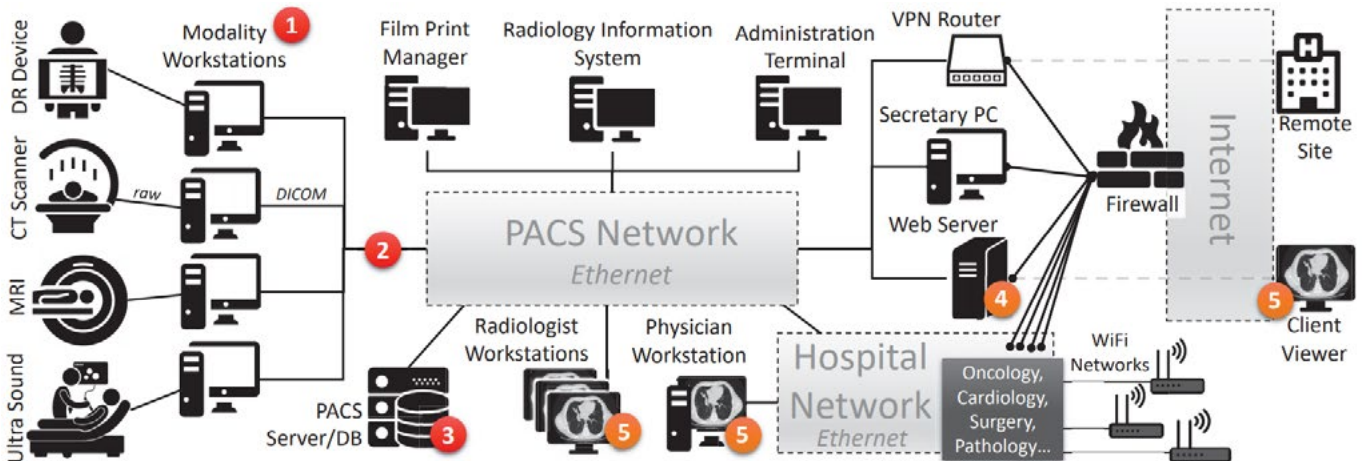 DR Device
CT Scanner
MRI
Ultra Sound
Modality
Workstations
1
raw
DICOM
2
Film Print
Manager
Radiology Information
System
Administration
Terminal
PACS Network
Ethernet
PACS
Server/DB
3
Radiologist
Workstations
5
Physician
Workstation
5
VPN Router
Secretary PC
Web Server
4
Firewall
Internet
H
Remote
Site
5
Client
Viewer
Hospital
Network
Ethernet
Oncology,
Cardiology,
Surgery,
Pathology...
WiFi
Networks